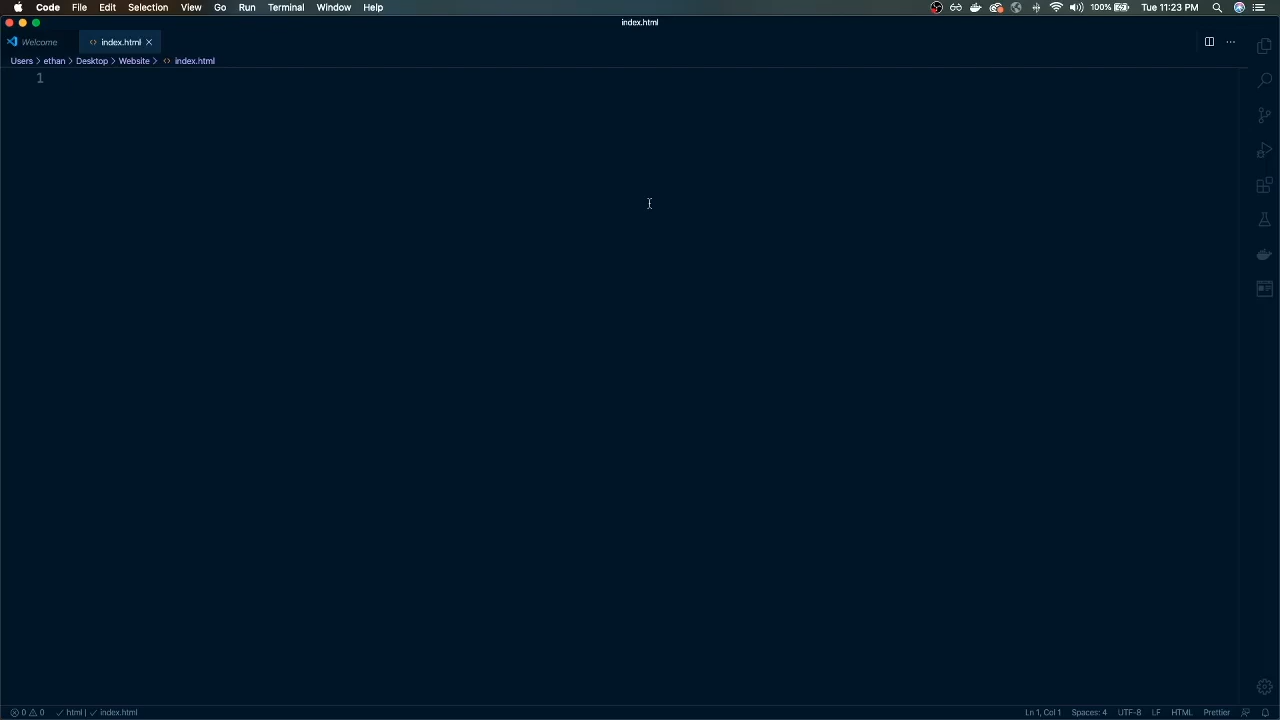 Code File Edit Selection View Go Run Terminal Window Help 100% Tue 11:23 PM
index.html
Welcome index.html
Users > ethan > Desktop > Website > index.html
1
0 0 html | index.html Ln 1, Col 1 Spaces: 4 UTF-8 LF HTML Prettier